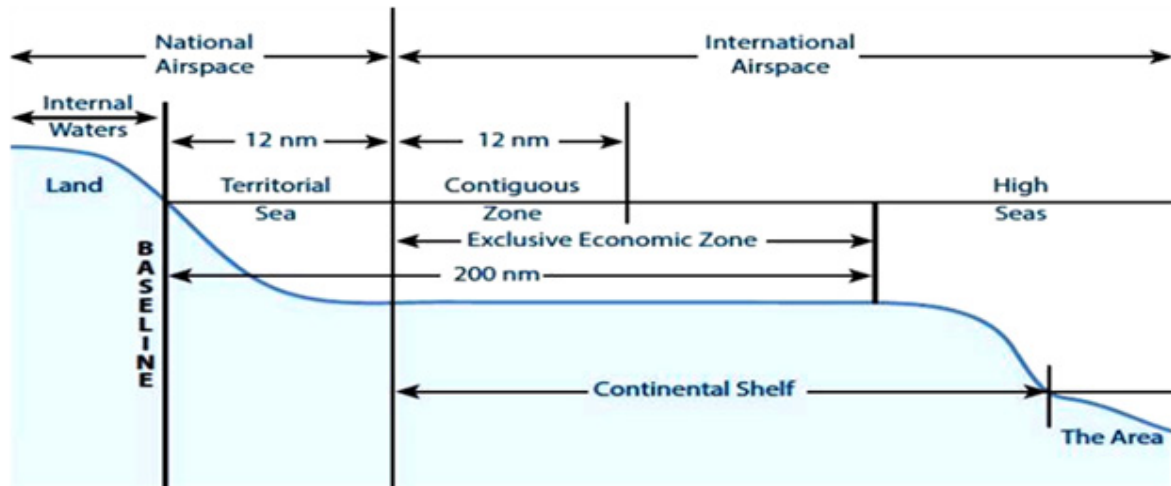 National
Airspace
International
Airspace
Internal
Waters
12 nm
12 nm
Land
Territorial
Sea
Contiguous
Zone
High
Seas
Exclusive Economic Zone
200 nm
BASELINE
Continental Shelf
The Area